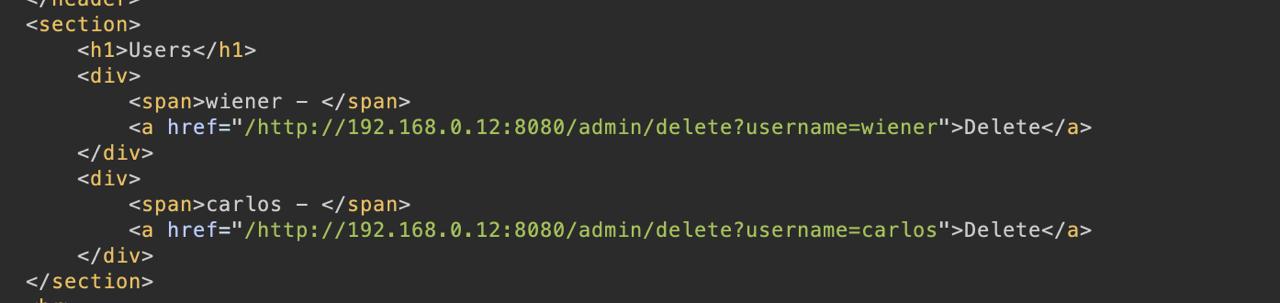 </header>
<section>
<h1>Users</h1>
<div>
<span>wiener - </span>
<a href="/http://192.168.0.12:8080/admin/delete?username=wiener">Delete</a>
</div>
<div>
<span>carlos - </span>
<a href="/http://192.168.0.12:8080/admin/delete?username=carlos">Delete</a>
</div>
</section>